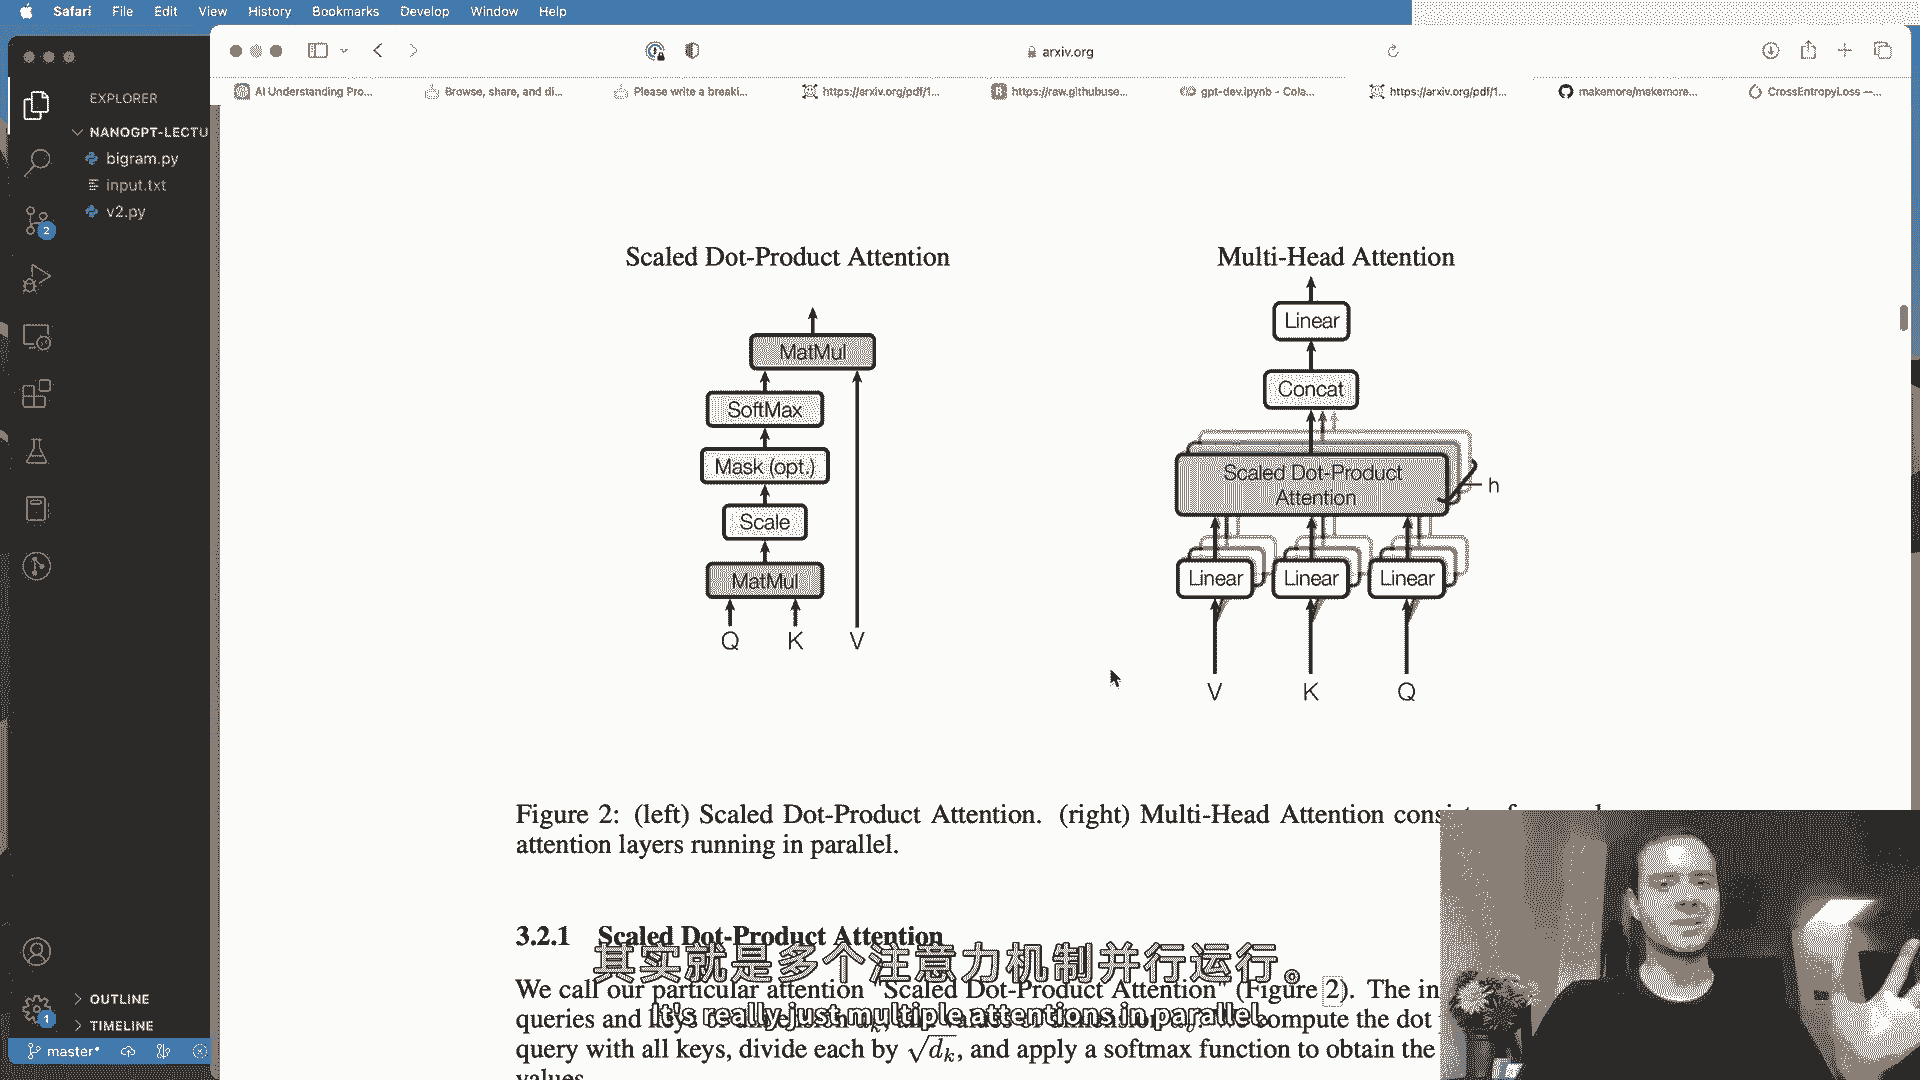 Safari File Edit View History Bookmarks Develop Window Help
arxiv.org
AI Understanding Pro...
Browse, share, and di...
Please write a breaki...
https://arxiv.org/pdf/1...
https://raw.githubuse...
gpt-dev.ipynb - Cola...
https://arxiv.org/pdf/1...
makemore/makemore...
CrossEntropyLoss —...
EXPLORER
NANOGPT-LECTU
bigram.py
input.txt
v2.py
2
Scaled Dot-Product Attention
MatMul
SoftMax
Mask (opt.)
Scale
MatMul
Q K V
Multi-Head Attention
Linear
Concat
Scaled Dot-Product
Attention
h
Linear Linear Linear
V K Q
Figure 2: (left) Scaled Dot-Product Attention. (right) Multi-Head Attention cons
attention layers running in parallel.
3.2.1 Scaled Dot-Product Attention
其实就是多个注意力机制并行运行。
We call our particular attention "Scaled Dot-Product Attention" (Figure 2). The in
It's really just multiple attentions in parallel.
queries and compute the dot
query with all keys, divide each by √dk, and apply a softmax function to obtain the
values.
1
OUTLINE
TIMELINE
master*